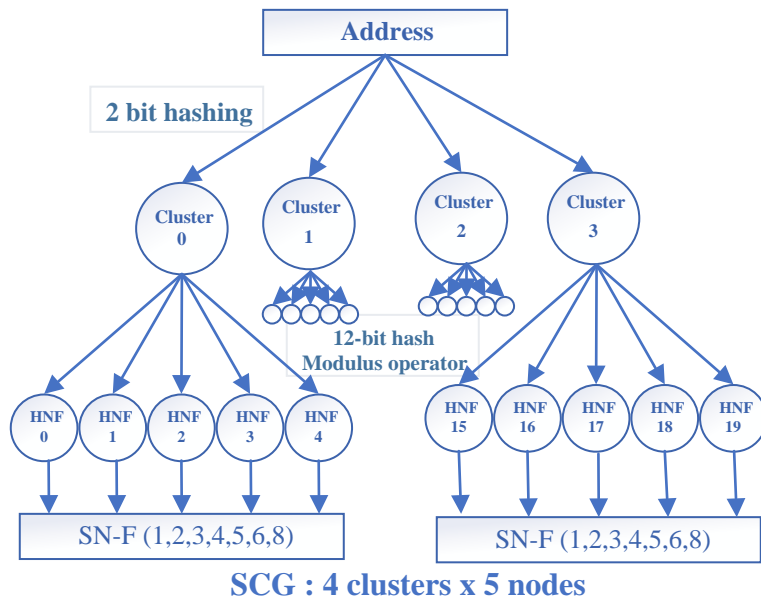 Address
2 bit hashing
Cluster
0
Cluster
1
Cluster
2
Cluster
3
12-bit hash
Modulus operator
HNF
0
HNF
1
HNF
2
HNF
3
HNF
4
HNF
15
HNF
16
HNF
17
HNF
18
HNF
19
SN-F (1,2,3,4,5,6,8)
SN-F (1,2,3,4,5,6,8)
SCG : 4 clusters x 5 nodes